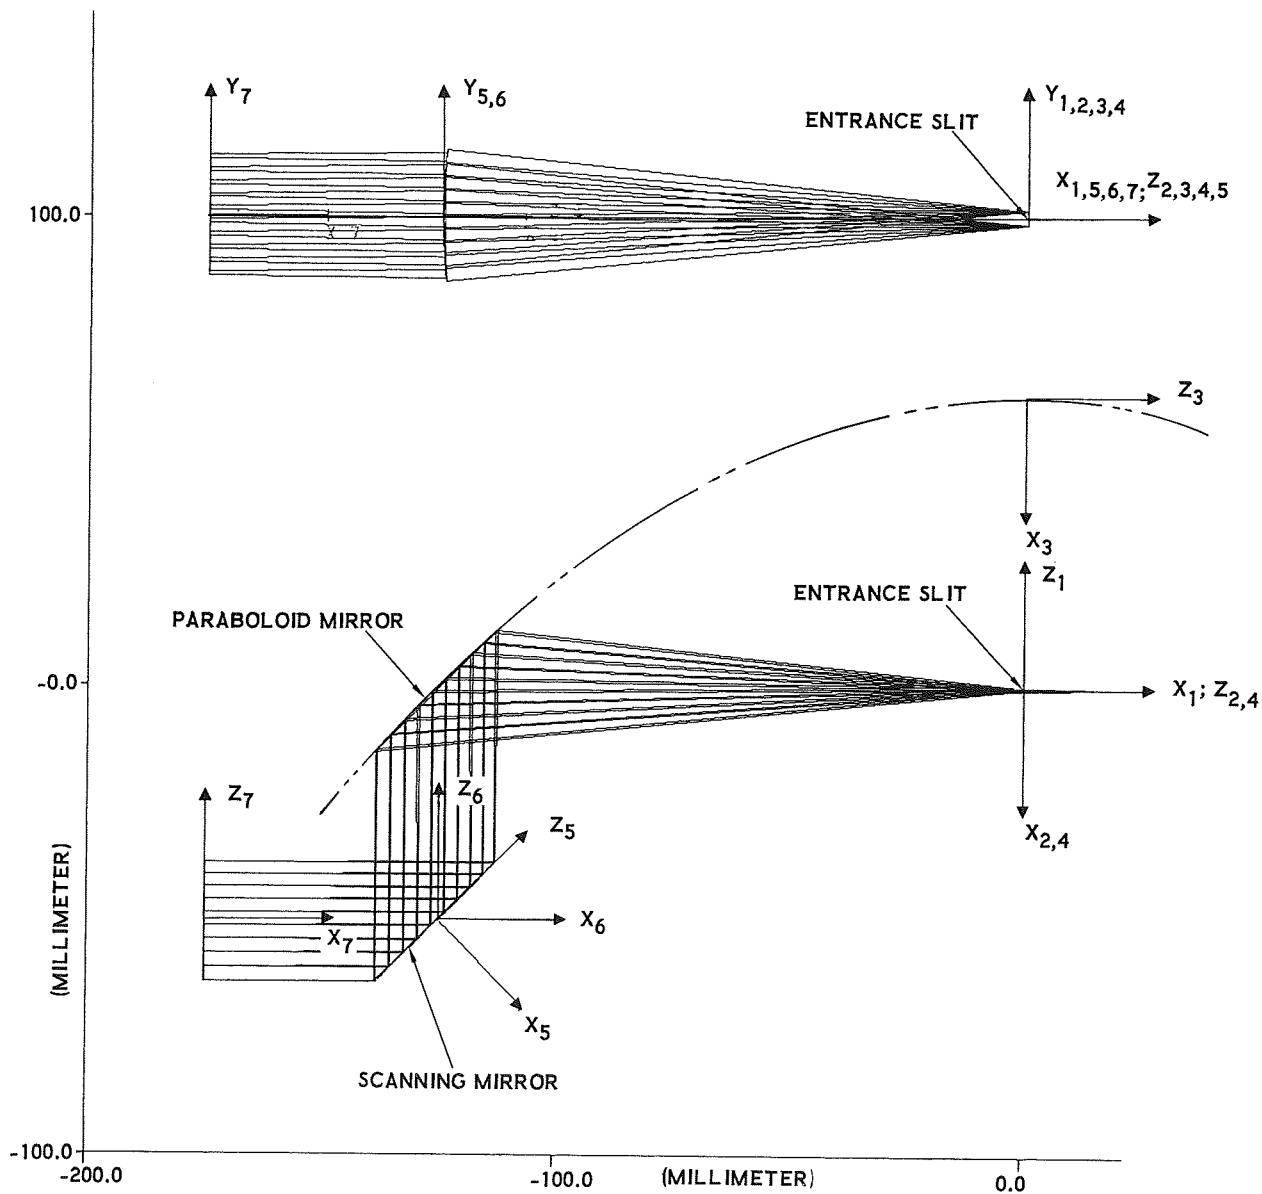 Y7
Y5,6
Y1,2,3,4
ENTRANCE SLIT
X1,5,6,7; Z2,3,4,5
100.0
Z3
X3
Z1
ENTRANCE SLIT
PARABOLOID MIRROR
-0.0
X1; Z2,4
Z7
Z6
Z5
X2,4
X7
X6
X5
SCANNING MIRROR
(MILLIMETER)
-100.0
-200.0
-100.0
(MILLIMETER)
0.0